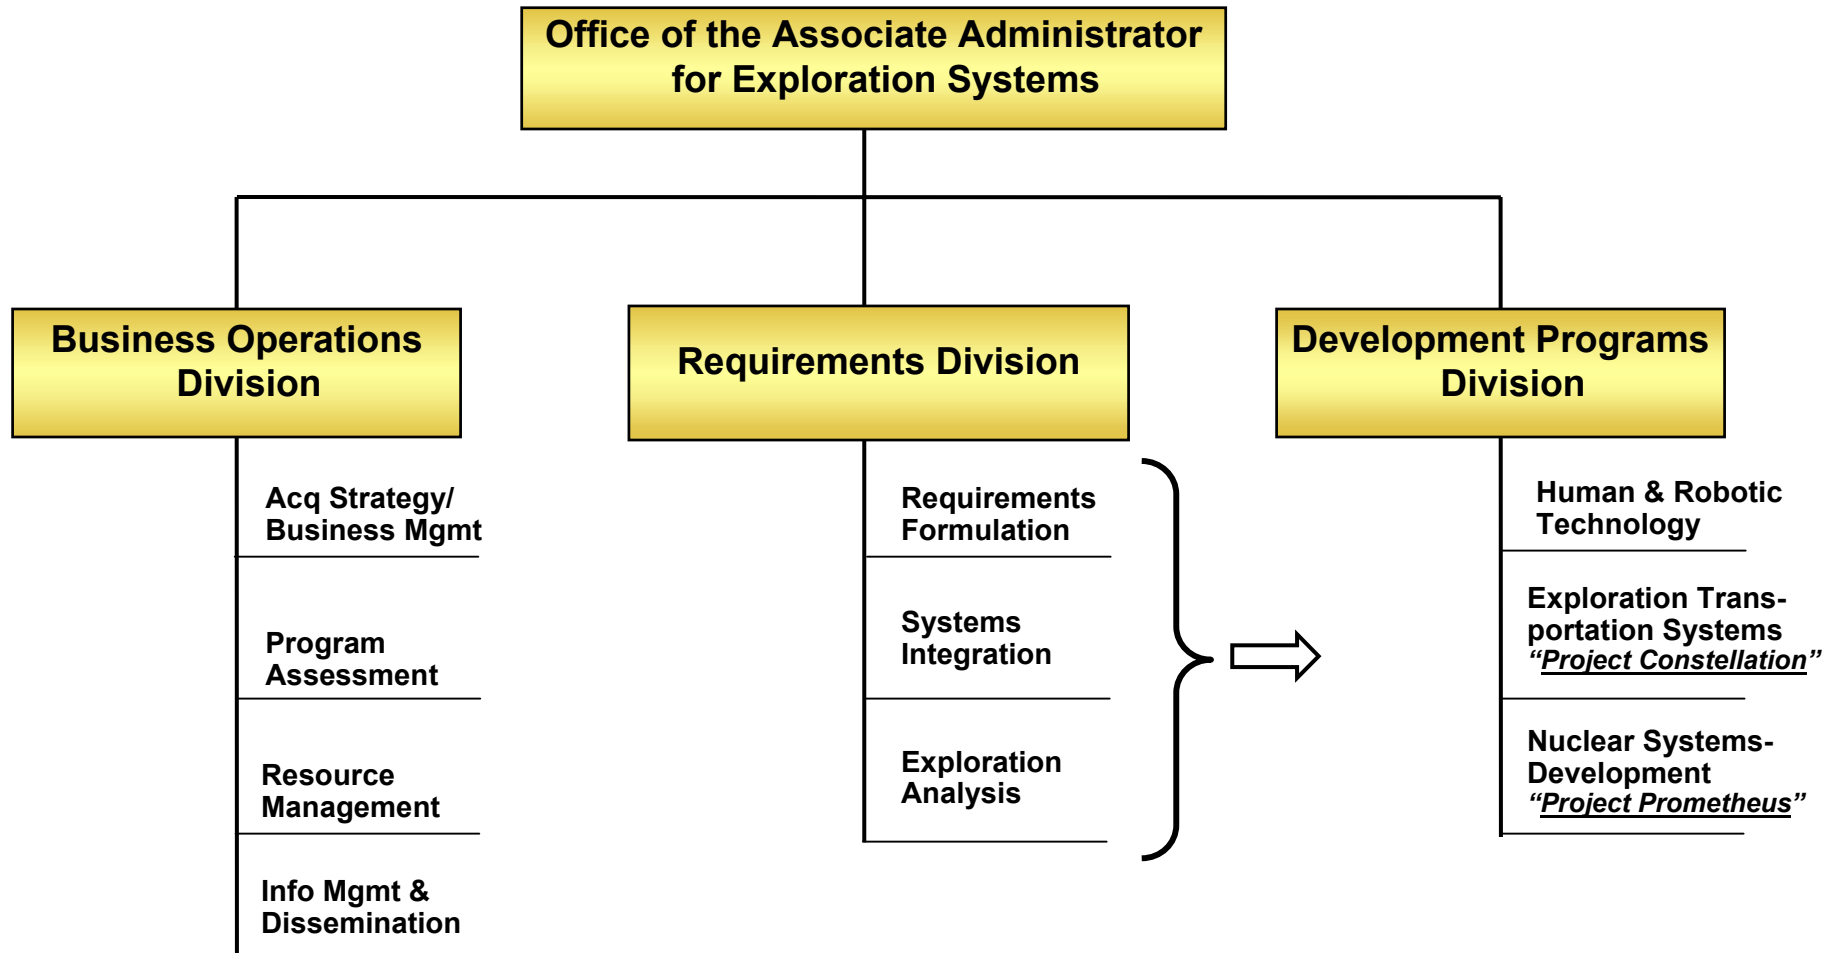 Office of the Associate Administrator
for Exploration Systems
Business Operations
Division
Requirements Division
Development Programs
Division
Acq Strategy/
Business Mgmt
Program
Assessment
Resource
Management
Info Mgmt &
Dissemination
Requirements
Formulation
Systems
Integration
Exploration
Analysis
Human & Robotic
Technology
Exploration Trans-
portation Systems
“Project Constellation”
Nuclear Systems-
Development
“Project Prometheus”